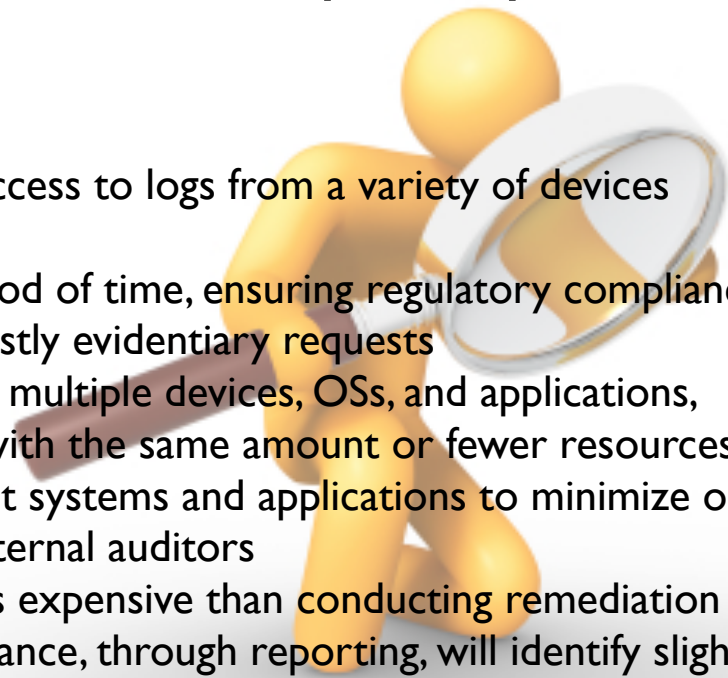 ccess to logs from a variety of devices
od of time, ensuring regulatory complian
stly evidentiary requests
multiple devices, OSs, and applications,
with the same amount or fewer resources
t systems and applications to minimize o
ternal auditors
s expensive than conducting remediation
ance, through reporting, will identify sligh